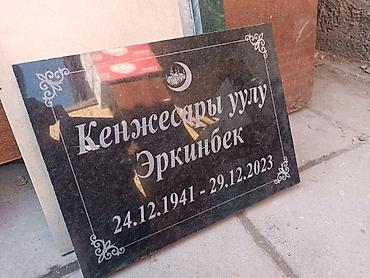 Кенжесары уулу
Эркинбек
24.12.1941 - 29.12.2023